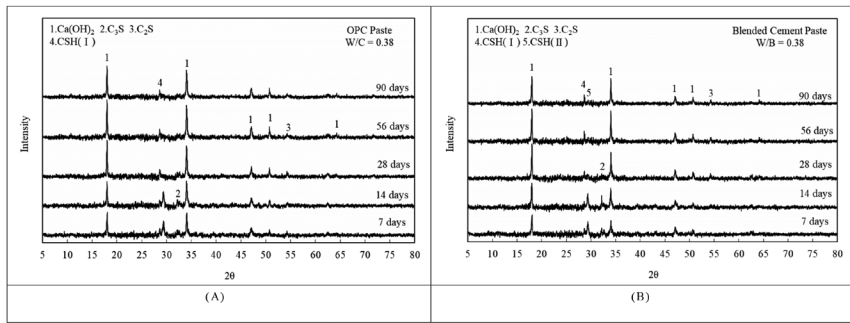 1.Ca(OH)₂ 2.C₃S 3.C₂S
4.CSH(Ⅰ)
OPC Paste
W/C = 0.38
1
1
4
90 days
1
1
3
1
56 days
28 days
2
14 days
7 days
Intensity
5 10 15 20 25 30 35 40 45 50 55 60 65 70 75 80
2θ
(A)
1.Ca(OH)₂ 2.C₃S 3.C₂S
4.CSH(Ⅰ) 5.CSH(Ⅱ)
Blended Cement Paste
W/B = 0.38
1
1
4
5
1
1
3
1
90 days
56 days
2
28 days
14 days
7 days
Intensity
5 10 15 20 25 30 35 40 45 50 55 60 65 70 75 80
2θ
(B)